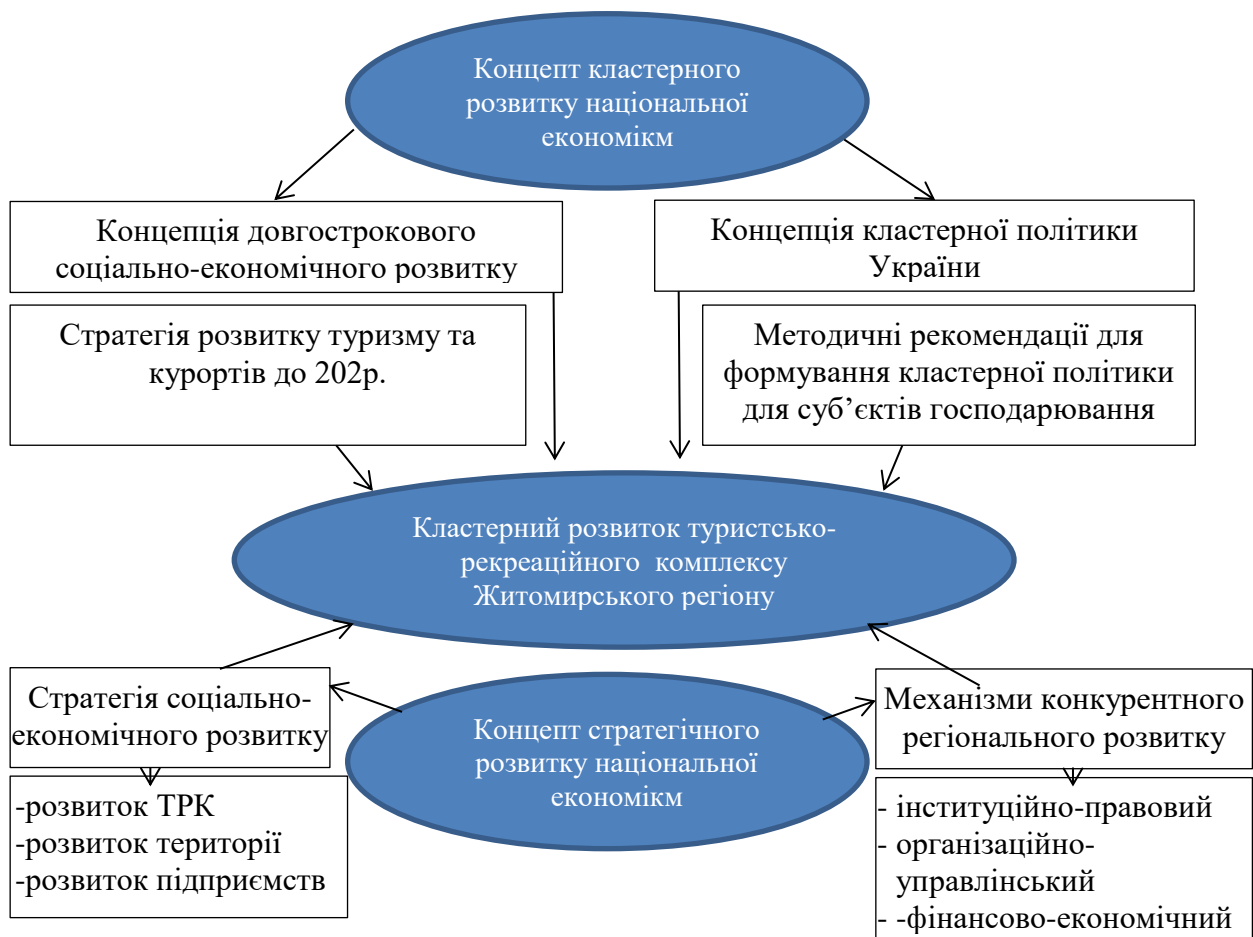 Концепт кластерного
розвитку національної
економікм
Концепція довгострокового
соціально-економічного розвитку
Концепція кластерної політики
України
Стратегія розвитку туризму та
курортів до 202р.
Методичні рекомендації для
формування кластерної політики
для суб’єктів господарювання
Кластерний розвиток туристсько-
рекреаційного комплексу
Житомирського регіону
Стратегія соціально-
економічного розвитку
Концепт стратегічного
розвитку національної
економікм
Механізми конкурентного
регіонального розвитку
-розвиток ТРК
-розвиток території
-розвиток підприємств
- інституційно-правовий
- організаційно-
управлінський
- -фінансово-економічний